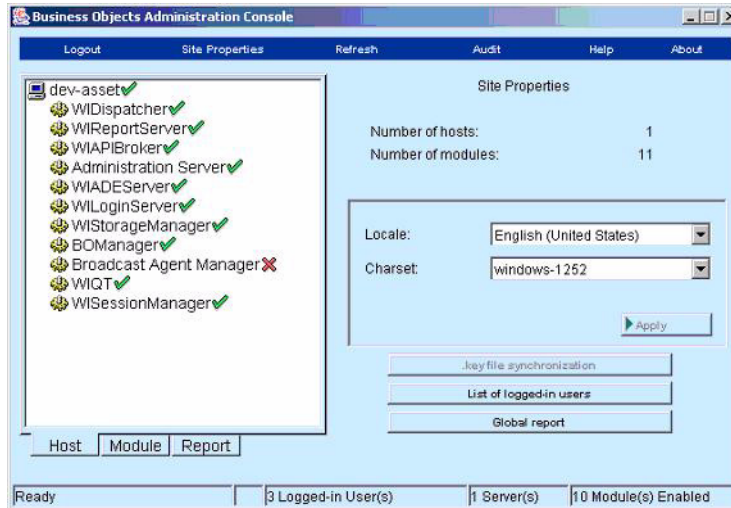 Business Objects Administration Console
Logout Site Properties Refresh Audit Help About
dev-asset
WIDispatcher
WIReportServer
WIAPIBroker
Administration Server
WIADEServer
WILoginServer
WIStorageManager
BOManager
Broadcast Agent Manager
WIQT
WISessionManager
Host Module Report
Site Properties
Number of hosts: 1
Number of modules: 11
Locale: English (United States)
Charset: windows-1252
Apply
.key file synchronization
List of logged-in users
Global report
Ready 3 Logged-in User(s) 1 Server(s) 10 Module(s) Enabled